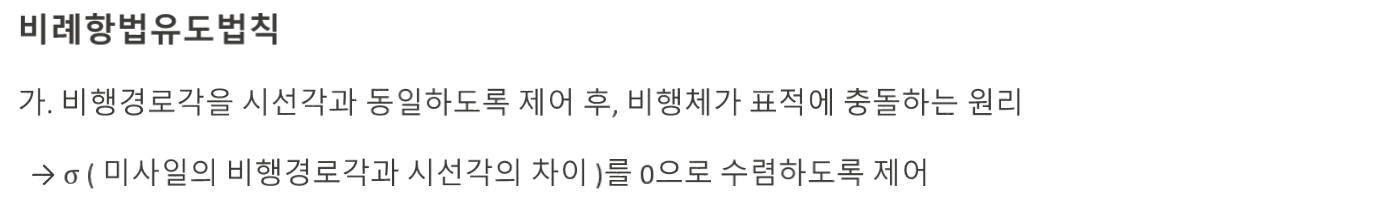 비례항법유도법칙
가. 비행경로각을 시선각과 동일하도록 제어 후, 비행체가 표적에 충돌하는 원리
→ σ ( 미사일의 비행경로각과 시선각의 차이 )를 0으로 수렴하도록 제어